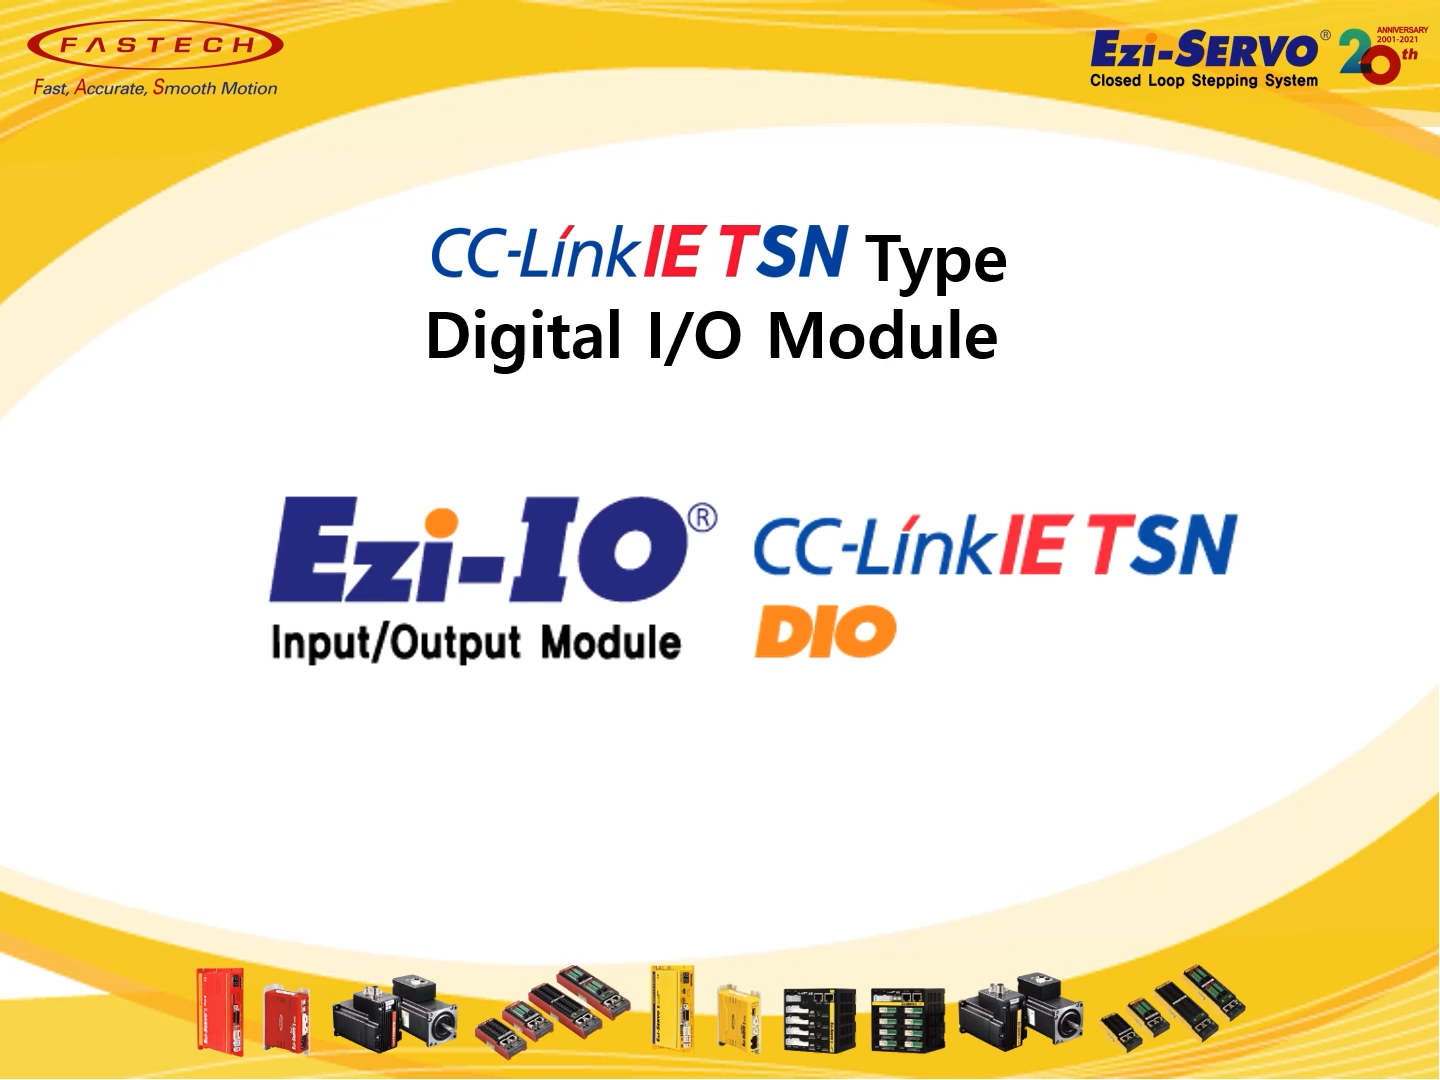 FASTECH
Fast, Accurate, Smooth Motion
Ezi-SERVO®
Closed Loop Stepping System
20th
ANNIVERSARY
2001-2021
CC-Link IE TSN Type
Digital I/O Module
Ezi-IO®
Input/Output Module
CC-Link IE TSN
DIO